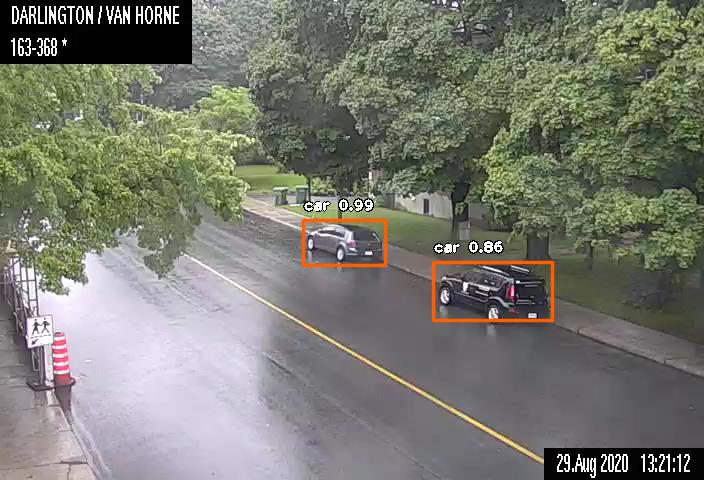 DARLINGTON / VAN HORNE
163-368 *
car 0.99
car 0.86
29.Aug 2020 13:21:12